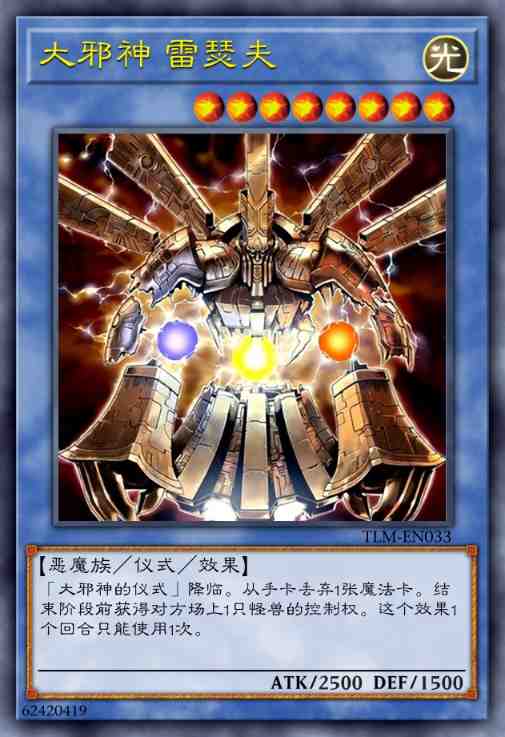 大邪神 雷瑟夫
光
TLM-EN033
【恶魔族／仪式／效果】
「大邪神的仪式」降临。从手卡丢弃1张魔法卡。结
束阶段前获得对方场上1只怪兽的控制权。这个效果1
个回合只能使用1次。
ATK/2500 DEF/1500
62420419